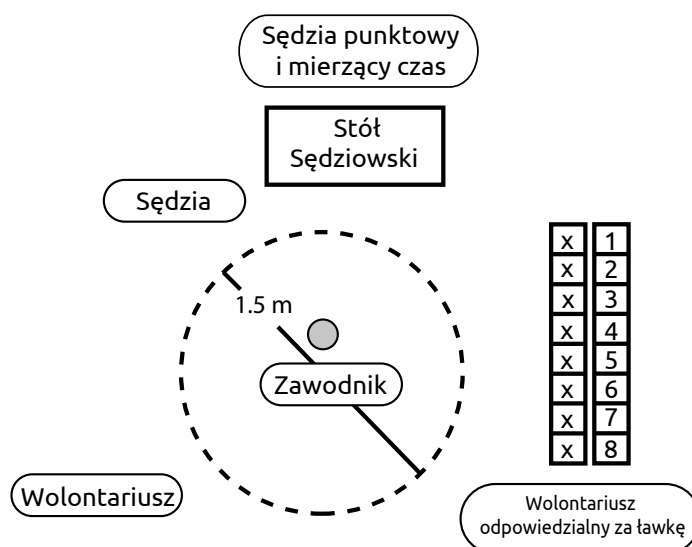 Sędzia punktowy
i mierzący czas
Stół
Sędziowski
Sędzia
1.5 m
Zawodnik
x 1
x 2
x 3
x 4
x 5
x 6
x 7
x 8
Wolontariusz
Wolontariusz
odpowiedzialny za ławkę